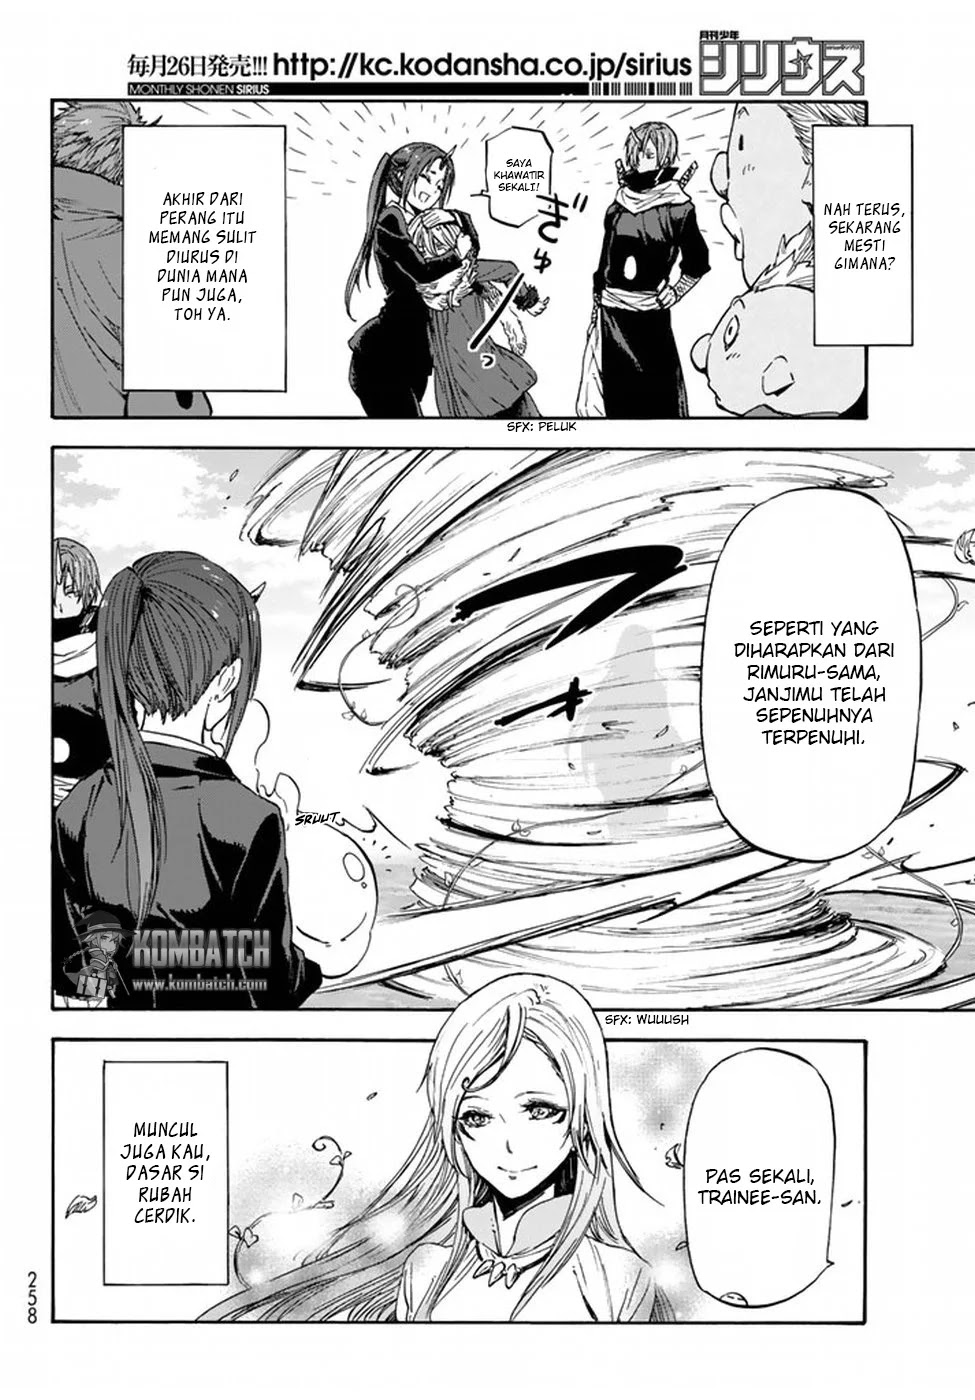 毎月26日発売!!! http://kc.kodansha.co.jp/sirius
月刊少年
シリウス
MONTHLY SHONEN SIRIUS
NAH TERUS,
SEKARANG
MESTI
GIMANA?
SAYA
KHAWATIR
SEKALI!
ぎゅっ
AKHIR DARI
PERANG ITU
MEMANG SULIT
DIURUS DI
DUNIA MANA
PUN JUGA,
TOH YA.
SFX: PELUK
SEPERTI YANG
DIHARAPKAN DARI
RIMURU-SAMA,
JANJIMU TELAH
SEPENUHNYA
TERPENUHI.
SRUUT
KOMBATCH
www.kombatch.com
SFX: WUUUSH
PAS SEKALI,
TRAINEE-SAN.
MUNCUL
JUGA KAU,
DASAR SI
RUBAH
CERDIK.
258